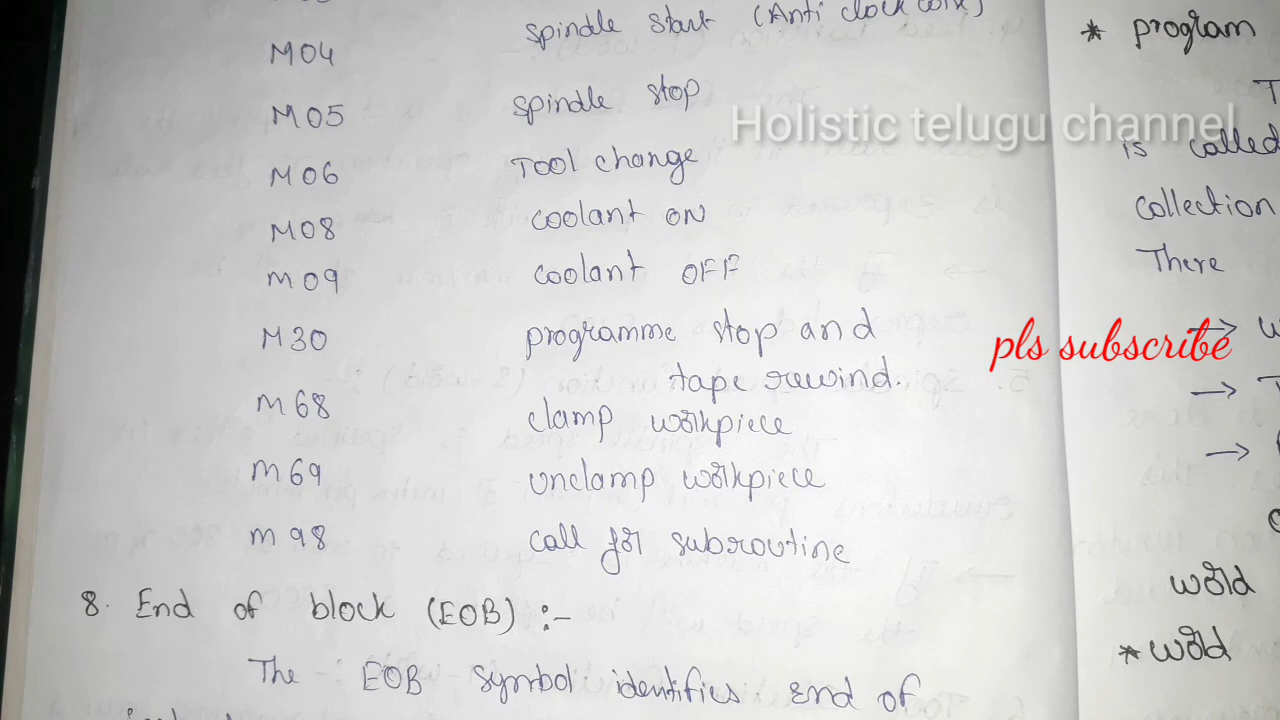 M04 spindle start (Anti clock wise)
M05 spindle stop
M06 Tool change
M08 coolant on
M09 coolant OFF
M30 programme stop and
tape rewind.
M68 clamp workpiece
M69 unclamp workpiece
M98 call for subroutine
8. End of block (EOB) :-
The EOB symbol identifies end of
* program
is called
collection
There
→
→
→
word
* word
Holistic telugu channel
pls subscribe